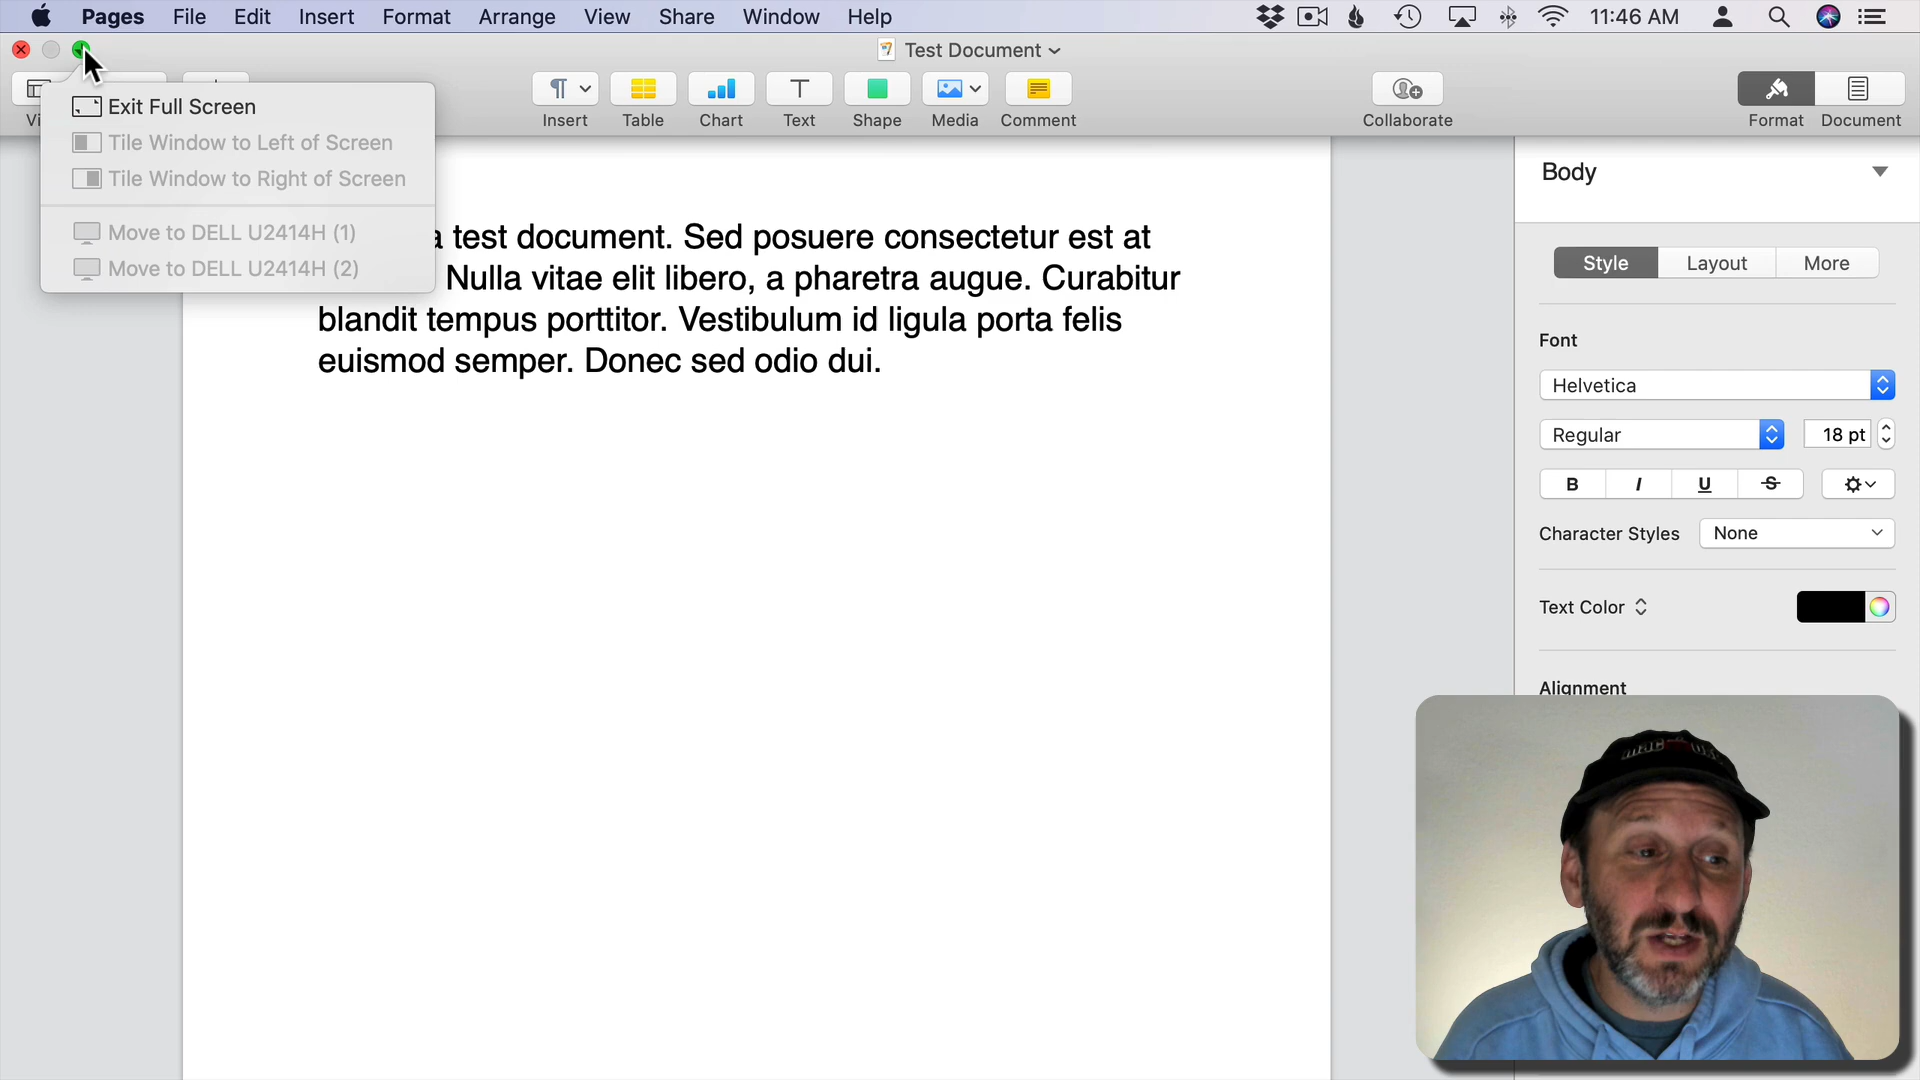 Pages File Edit Insert Format Arrange View Share Window Help 11:46 AM
Test Document
Exit Full Screen
Tile Window to Left of Screen
Tile Window to Right of Screen
Move to DELL U2414H (1)
Move to DELL U2414H (2)
Insert Table Chart Text Shape Media Comment Collaborate Format Document
test document. Sed posuere consectetur est at
Nulla vitae elit libero, a pharetra augue. Curabitur
blandit tempus porttitor. Vestibulum id ligula porta felis
euismod semper. Donec sed odio dui.
Body
Style Layout More
Font
Helvetica
Regular 18 pt
B I U S
Character Styles None
Text Color
Alignment